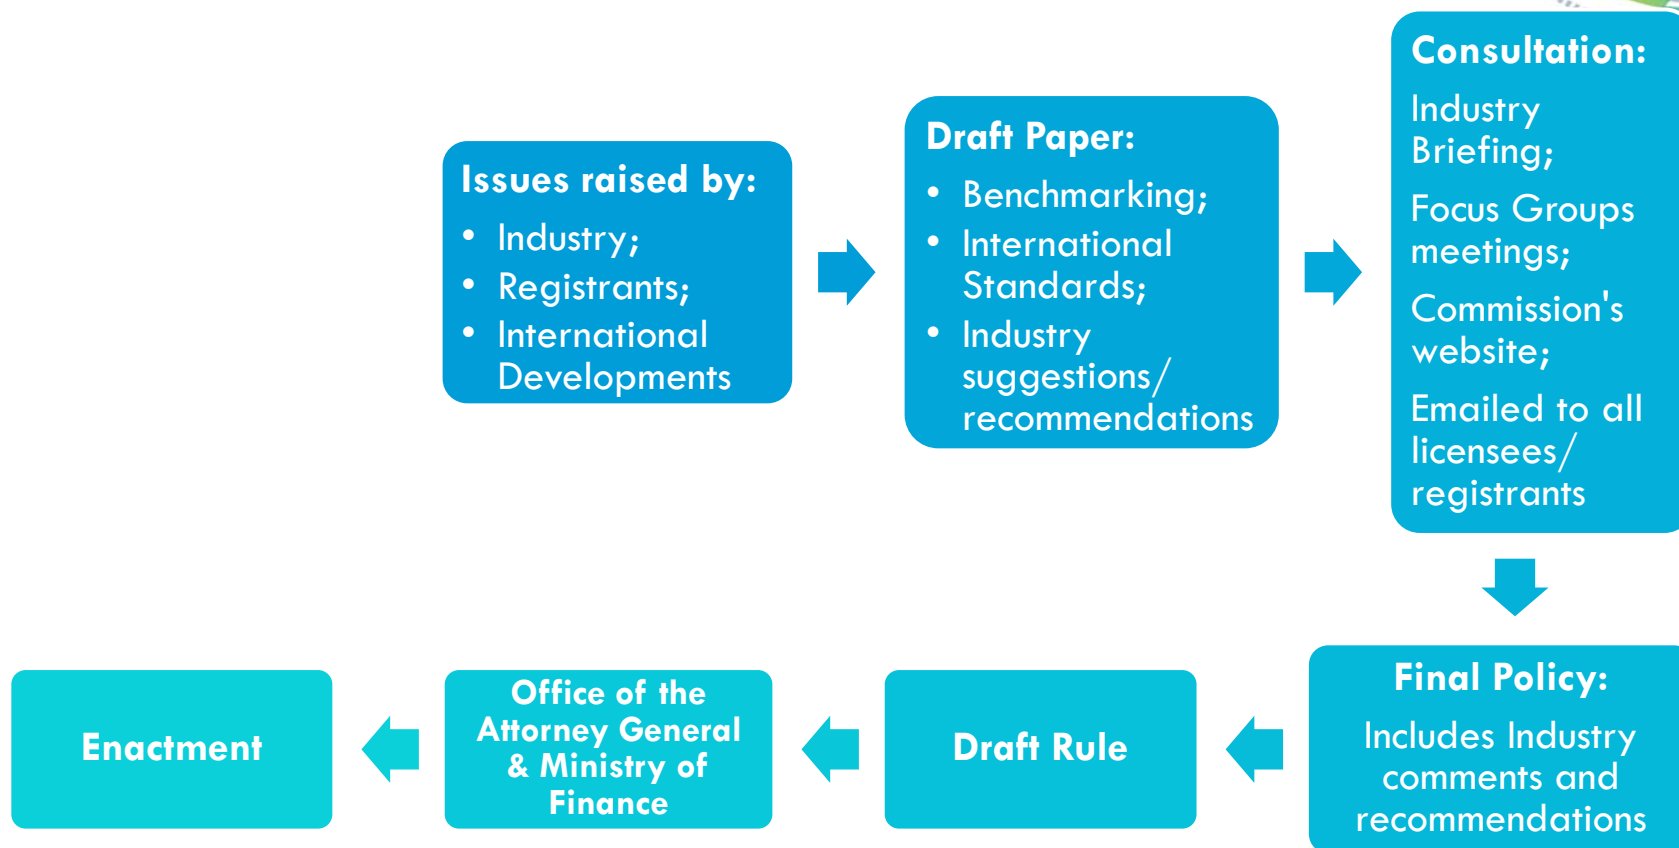 Issues raised by:
• Industry;
• Registrants;
• International
Developments
Draft Paper:
• Benchmarking;
• International
Standards;
• Industry
suggestions/
recommendations
Consultation:
Industry
Briefing;
Focus Groups
meetings;
Commission's
website;
Emailed to all
licensees/
registrants
Final Policy:
Includes Industry
comments and
recommendations
Draft Rule
Office of the
Attorney General
& Ministry of
Finance
Enactment